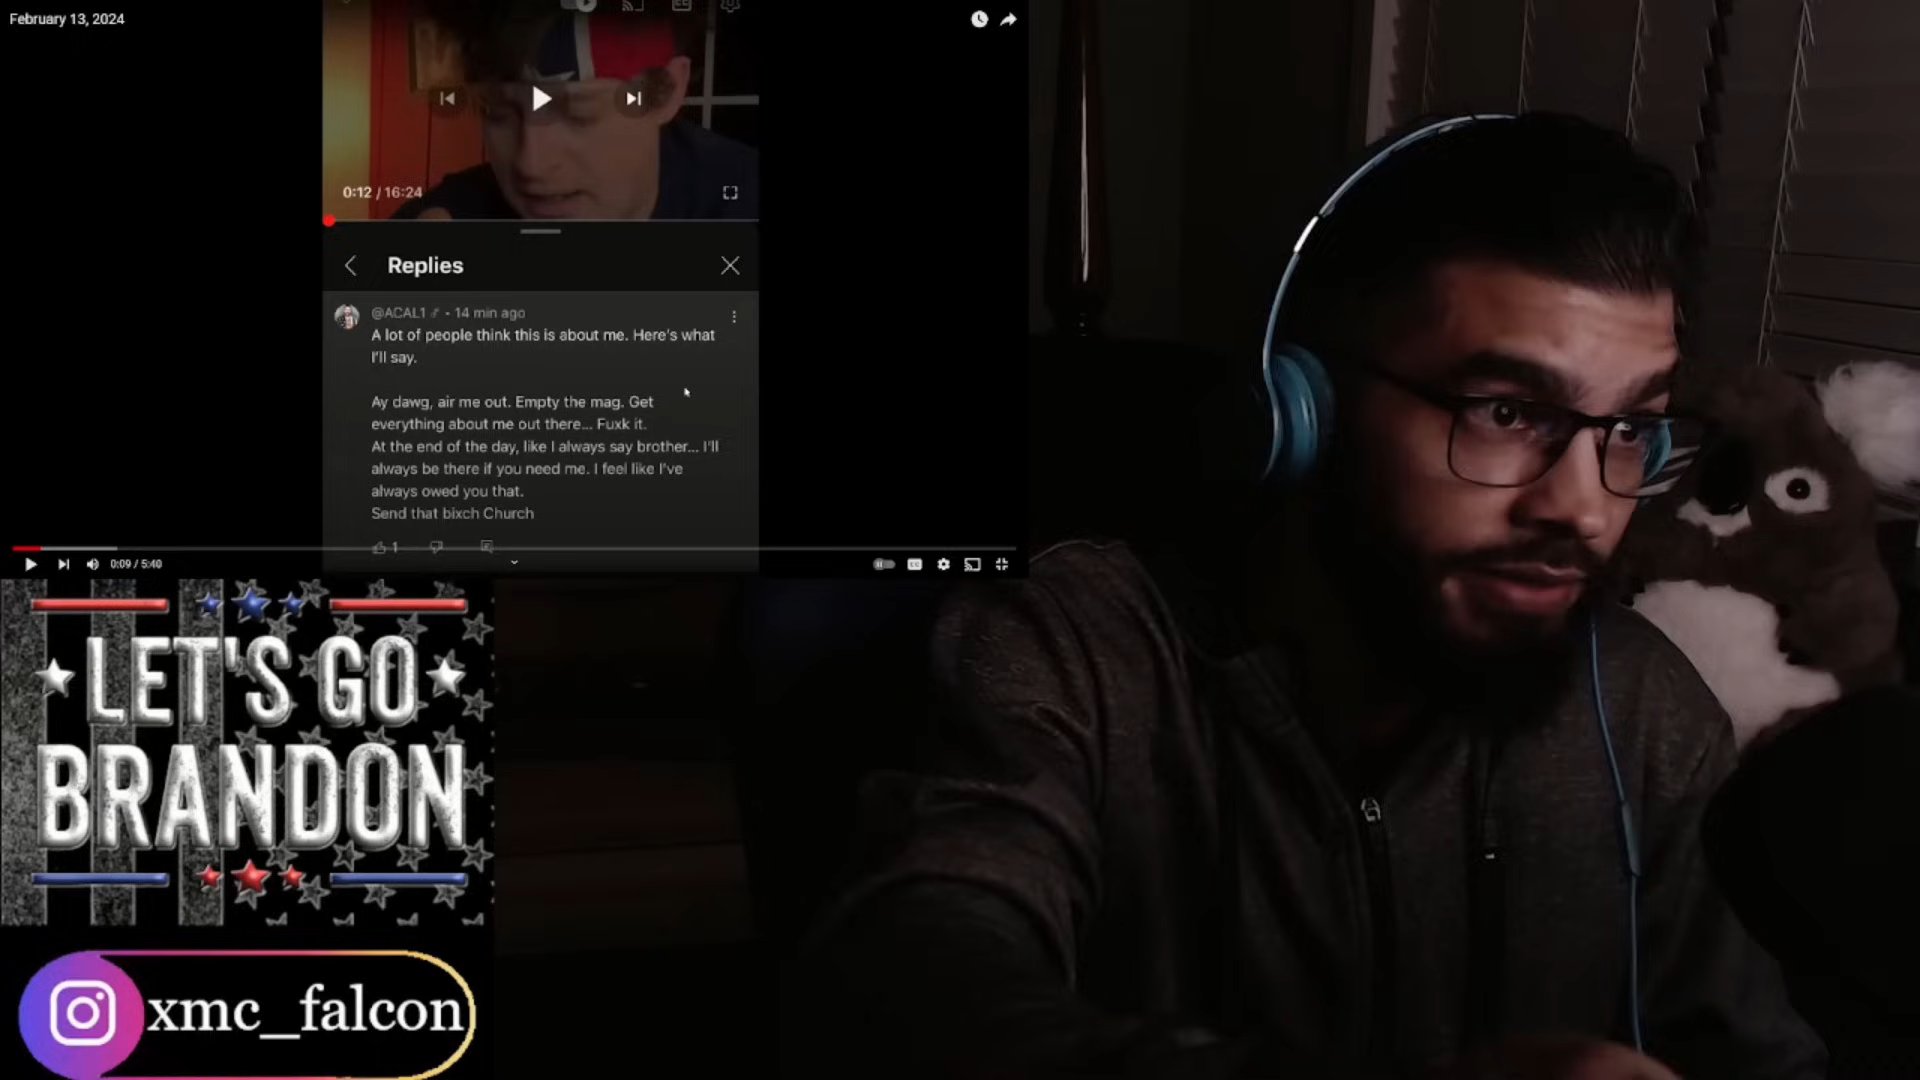 February 13, 2024
0:12 / 16:24
Replies
@ACAL1 • 14 min ago
A lot of people think this is about me. Here's what
I'll say.
Ay dawg, air me out. Empty the mag. Get
everything about me out there... Fuxk it.
At the end of the day, like I always say brother... I'll
always be there if you need me. I feel like I've
always owed you that.
Send that bixch Church
1
0:09 / 5:40
LET'S GO
BRANDON
xmc_falcon